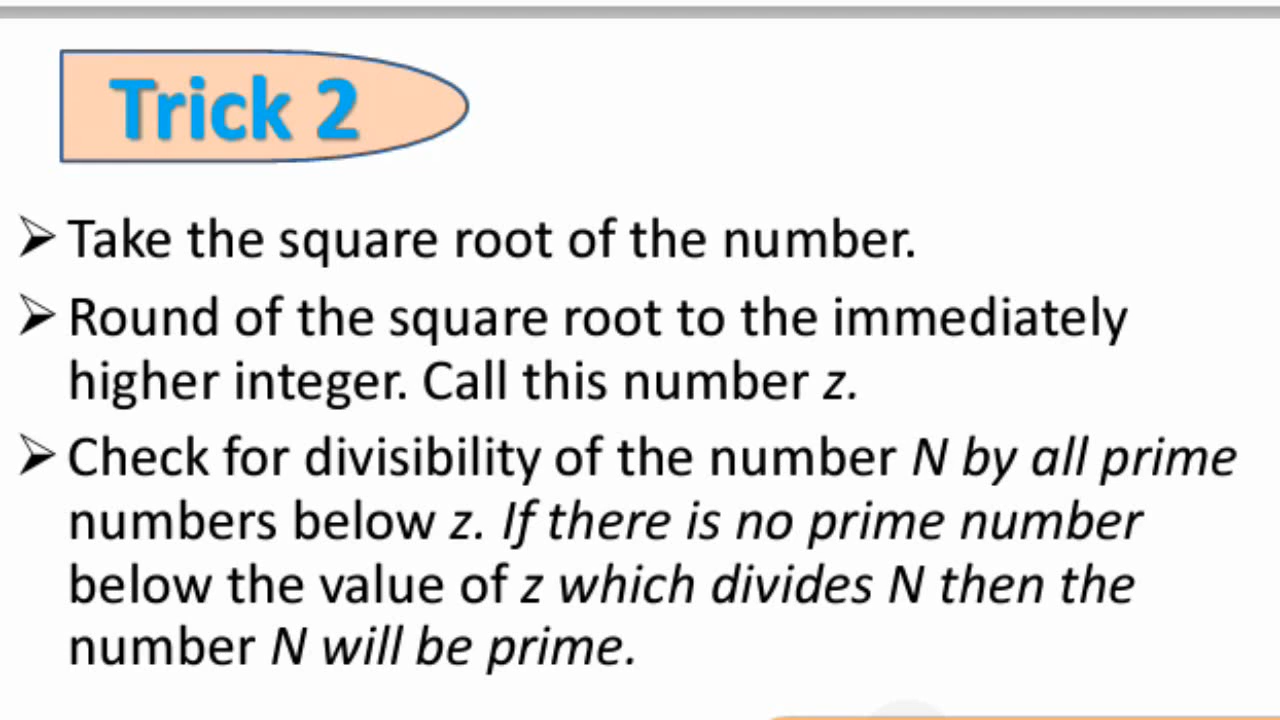 Trick 2
➢ Take the square root of the number.
➢ Round of the square root to the immediately
higher integer. Call this number z.
➢ Check for divisibility of the number N by all prime
numbers below z. If there is no prime number
below the value of z which divides N then the
number N will be prime.